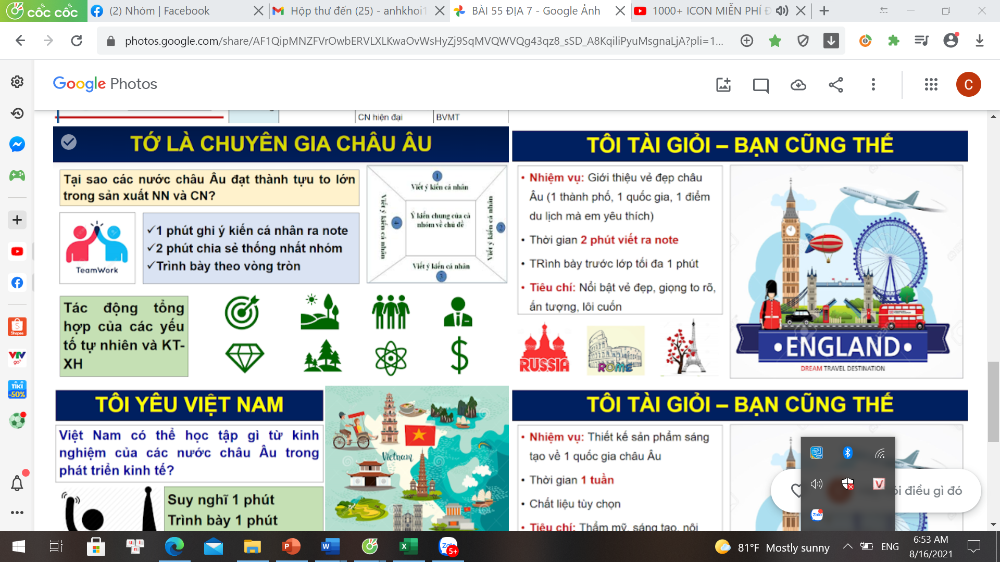 cốc cốc
(2) Nhóm | Facebook
Hộp thư đến (25) - anhkhoi1
BÀI 55 ĐỊA 7 - Google Ảnh
1000+ ICON MIỄN PHÍ Đ
photos.google.com/share/AF1QipMNZFVrOwbERVLXLKwaOvWsHyZj9SqMVQWVQg43qz8_sSD_A8KqiliPyuMsgnaLjA?pli=1...
Google Photos
C
CN hiện đại
BVMT
TỚ LÀ CHUYÊN GIA CHÂU ÂU
Tại sao các nước châu Âu đạt thành tựu to lớn
trong sản xuất NN và CN?
TeamWork
✓1 phút ghi ý kiến cá nhân ra note
✓2 phút chia sẻ thống nhất nhóm
✓Trình bày theo vòng tròn
1
Viết ý kiến cá nhân
Viết ý kiến cá nhân
4
Ý kiến chung của cả
nhóm về chủ đề
2
Viết ý kiến cá nhân
Viết ý kiến cá nhân
3
Tác động tổng
hợp của các yếu
tố tự nhiên và KT-
XH
TÔI TÀI GIỎI – BẠN CŨNG THẾ
• Nhiệm vụ: Giới thiệu vẻ đẹp châu
Âu (1 thành phố, 1 quốc gia, 1 điểm
du lịch mà em yêu thích)
• Thời gian 2 phút viết ra note
• TRình bày trước lớp tối đa 1 phút
• Tiêu chí: Nổi bật vẻ đẹp, giọng to rõ,
ấn tượng, lôi cuốn
RUSSIA
ROME
•ENGLAND•
DREAM TRAVEL DESTINATION
TÔI YÊU VIỆT NAM
Việt Nam có thể học tập gì từ kinh
nghiệm của các nước châu Âu trong
phát triển kinh tế?
Suy nghĩ 1 phút
Trình bày 1 phút
Vietnam
TÔI TÀI GIỎI – BẠN CŨNG THẾ
• Nhiệm vụ: Thiết kế sản phẩm sáng
tạo về 1 quốc gia châu Âu
• Thời gian 1 tuần
• Chất liệu tùy chọn
• Tiêu chí: Thẩm mỹ, sáng tạo, nội
ói điều gì đó
Shopee
VTV
go
TIKI
-50%
Zalo
5+
81°F Mostly sunny
ENG
6:53 AM
8/16/2021